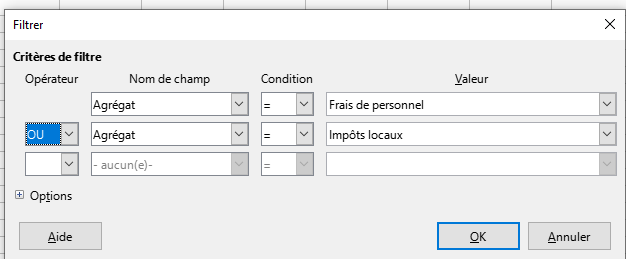 Filtrer
Critères de filtre
Opérateur Nom de champ Condition Valeur
Agrégat = Frais de personnel
OU Agrégat = Impôts locaux
- aucun(e)- =
Options
Aide OK Annuler